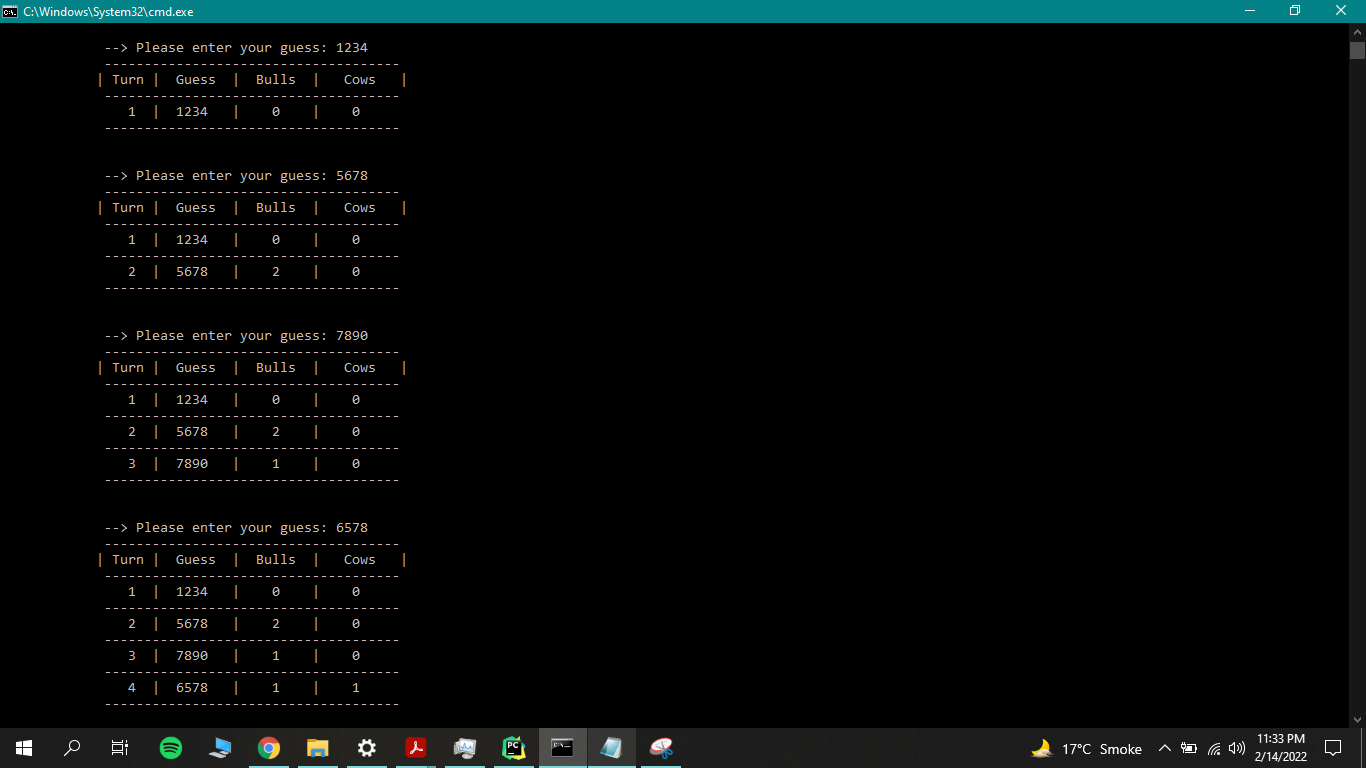 C:\Windows\System32\cmd.exe
--> Please enter your guess: 1234
-------------------------------------
| Turn |  Guess  |  Bulls  |   Cows   |
-------------------------------------
1  |  1234   |    0    |    0
-------------------------------------
--> Please enter your guess: 5678
-------------------------------------
| Turn |  Guess  |  Bulls  |   Cows   |
-------------------------------------
1  |  1234   |    0    |    0
-------------------------------------
2  |  5678   |    2    |    0
-------------------------------------
--> Please enter your guess: 7890
-------------------------------------
| Turn |  Guess  |  Bulls  |   Cows   |
-------------------------------------
1  |  1234   |    0    |    0
-------------------------------------
2  |  5678   |    2    |    0
-------------------------------------
3  |  7890   |    1    |    0
-------------------------------------
--> Please enter your guess: 6578
-------------------------------------
| Turn |  Guess  |  Bulls  |   Cows   |
-------------------------------------
1  |  1234   |    0    |    0
-------------------------------------
2  |  5678   |    2    |    0
-------------------------------------
3  |  7890   |    1    |    0
-------------------------------------
4  |  6578   |    1    |    1
-------------------------------------
17°C Smoke
11:33 PM
2/14/2022